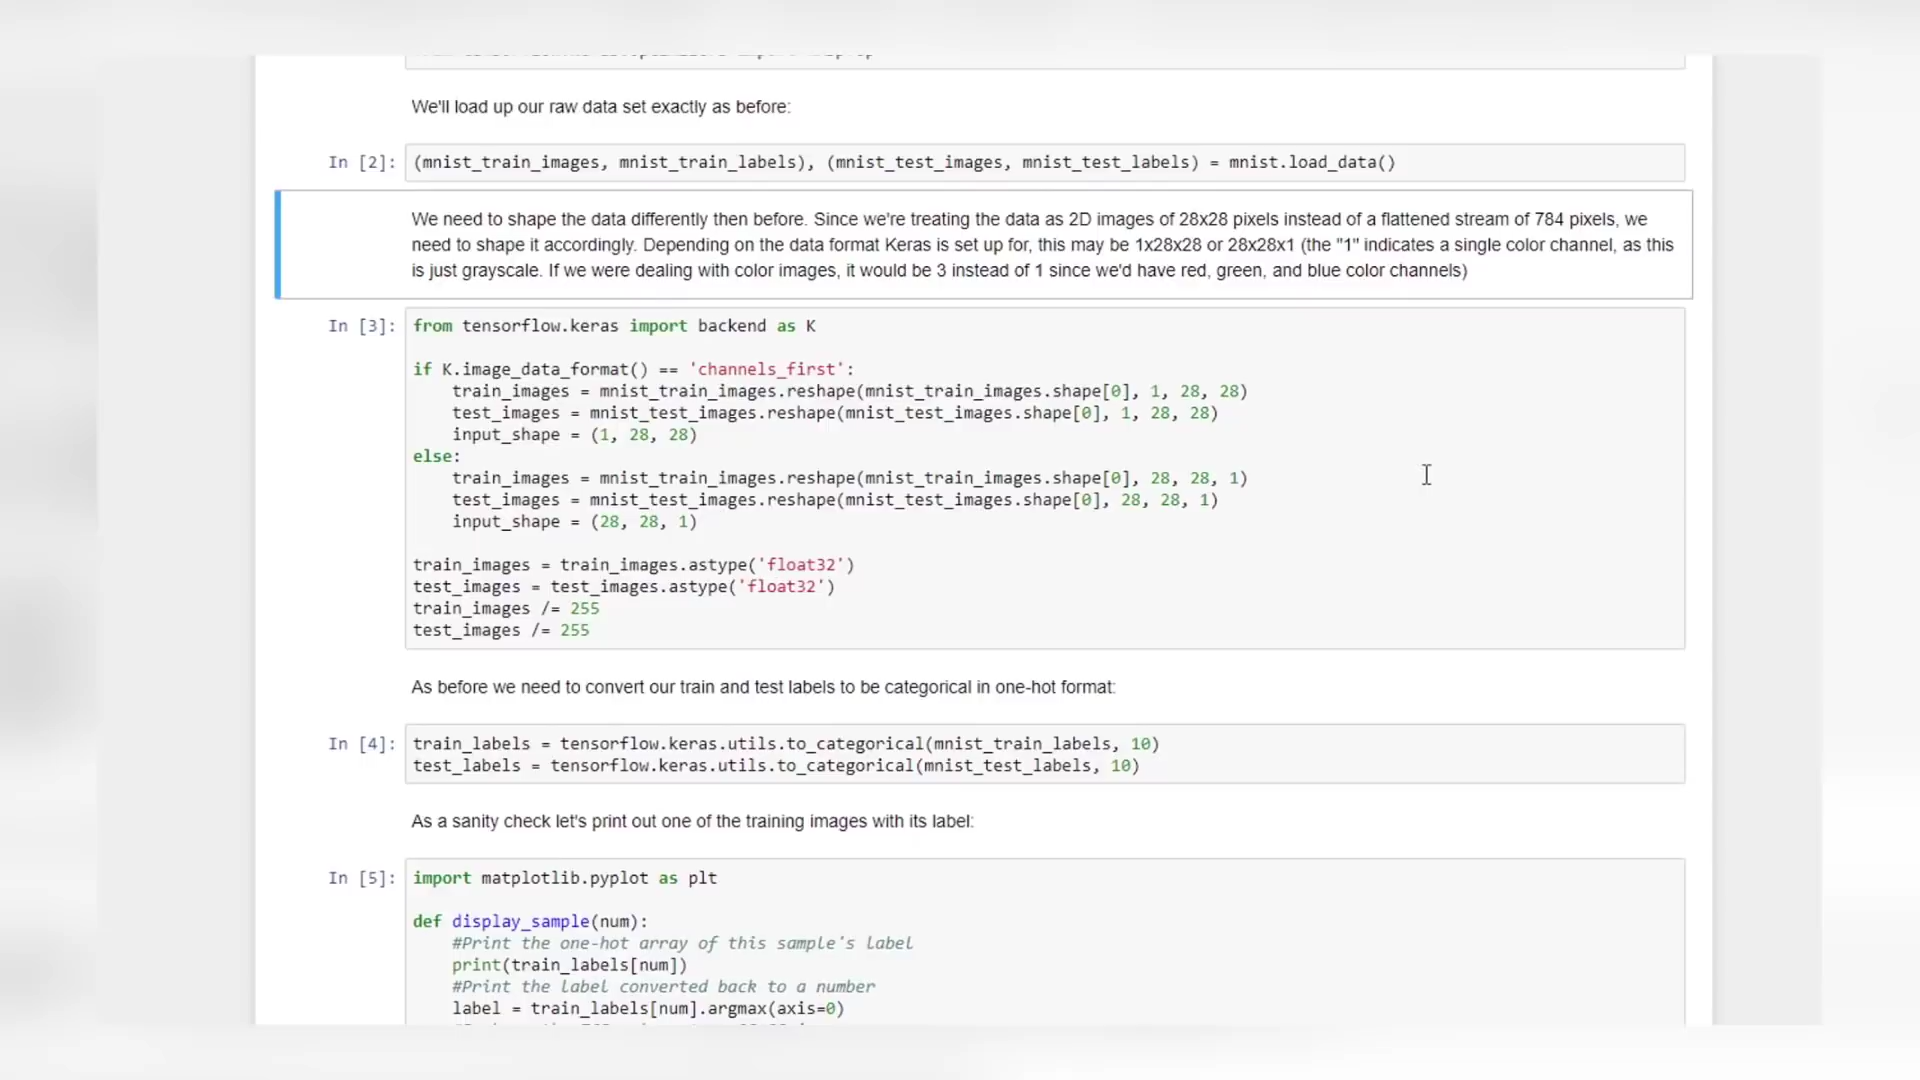 We'll load up our raw data set exactly as before:
In [2]: (mnist_train_images, mnist_train_labels), (mnist_test_images, mnist_test_labels) = mnist.load_data()
We need to shape the data differently then before. Since we're treating the data as 2D images of 28x28 pixels instead of a flattened stream of 784 pixels, we
need to shape it accordingly. Depending on the data format Keras is set up for, this may be 1x28x28 or 28x28x1 (the "1" indicates a single color channel, as this
is just grayscale. If we were dealing with color images, it would be 3 instead of 1 since we'd have red, green, and blue color channels)
In [3]: from tensorflow.keras import backend as K
if K.image_data_format() == 'channels_first':
    train_images = mnist_train_images.reshape(mnist_train_images.shape[0], 1, 28, 28)
    test_images = mnist_test_images.reshape(mnist_test_images.shape[0], 1, 28, 28)
    input_shape = (1, 28, 28)
else:
    train_images = mnist_train_images.reshape(mnist_train_images.shape[0], 28, 28, 1)
    test_images = mnist_test_images.reshape(mnist_test_images.shape[0], 28, 28, 1)
    input_shape = (28, 28, 1)
train_images = train_images.astype('float32')
test_images = test_images.astype('float32')
train_images /= 255
test_images /= 255
As before we need to convert our train and test labels to be categorical in one-hot format:
In [4]: train_labels = tensorflow.keras.utils.to_categorical(mnist_train_labels, 10)
test_labels = tensorflow.keras.utils.to_categorical(mnist_test_labels, 10)
As a sanity check let's print out one of the training images with its label:
In [5]: import matplotlib.pyplot as plt
def display_sample(num):
    #Print the one-hot array of this sample's label
    print(train_labels[num])
    #Print the label converted back to a number
    label = train_labels[num].argmax(axis=0)